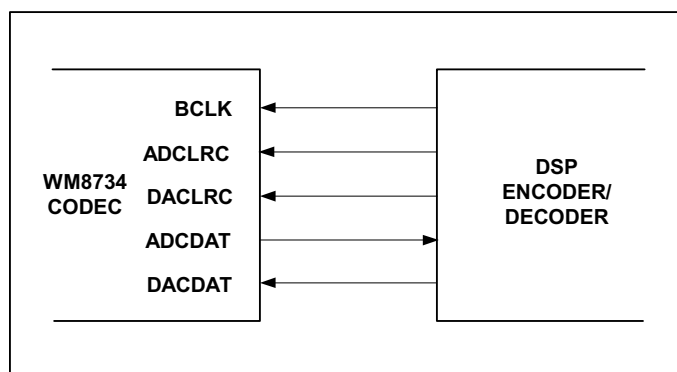 BCLK
ADCLRC
WM8734
CODEC
DACLRC
ADCDAT
DACDAT
DSP
ENCODER/
DECODER